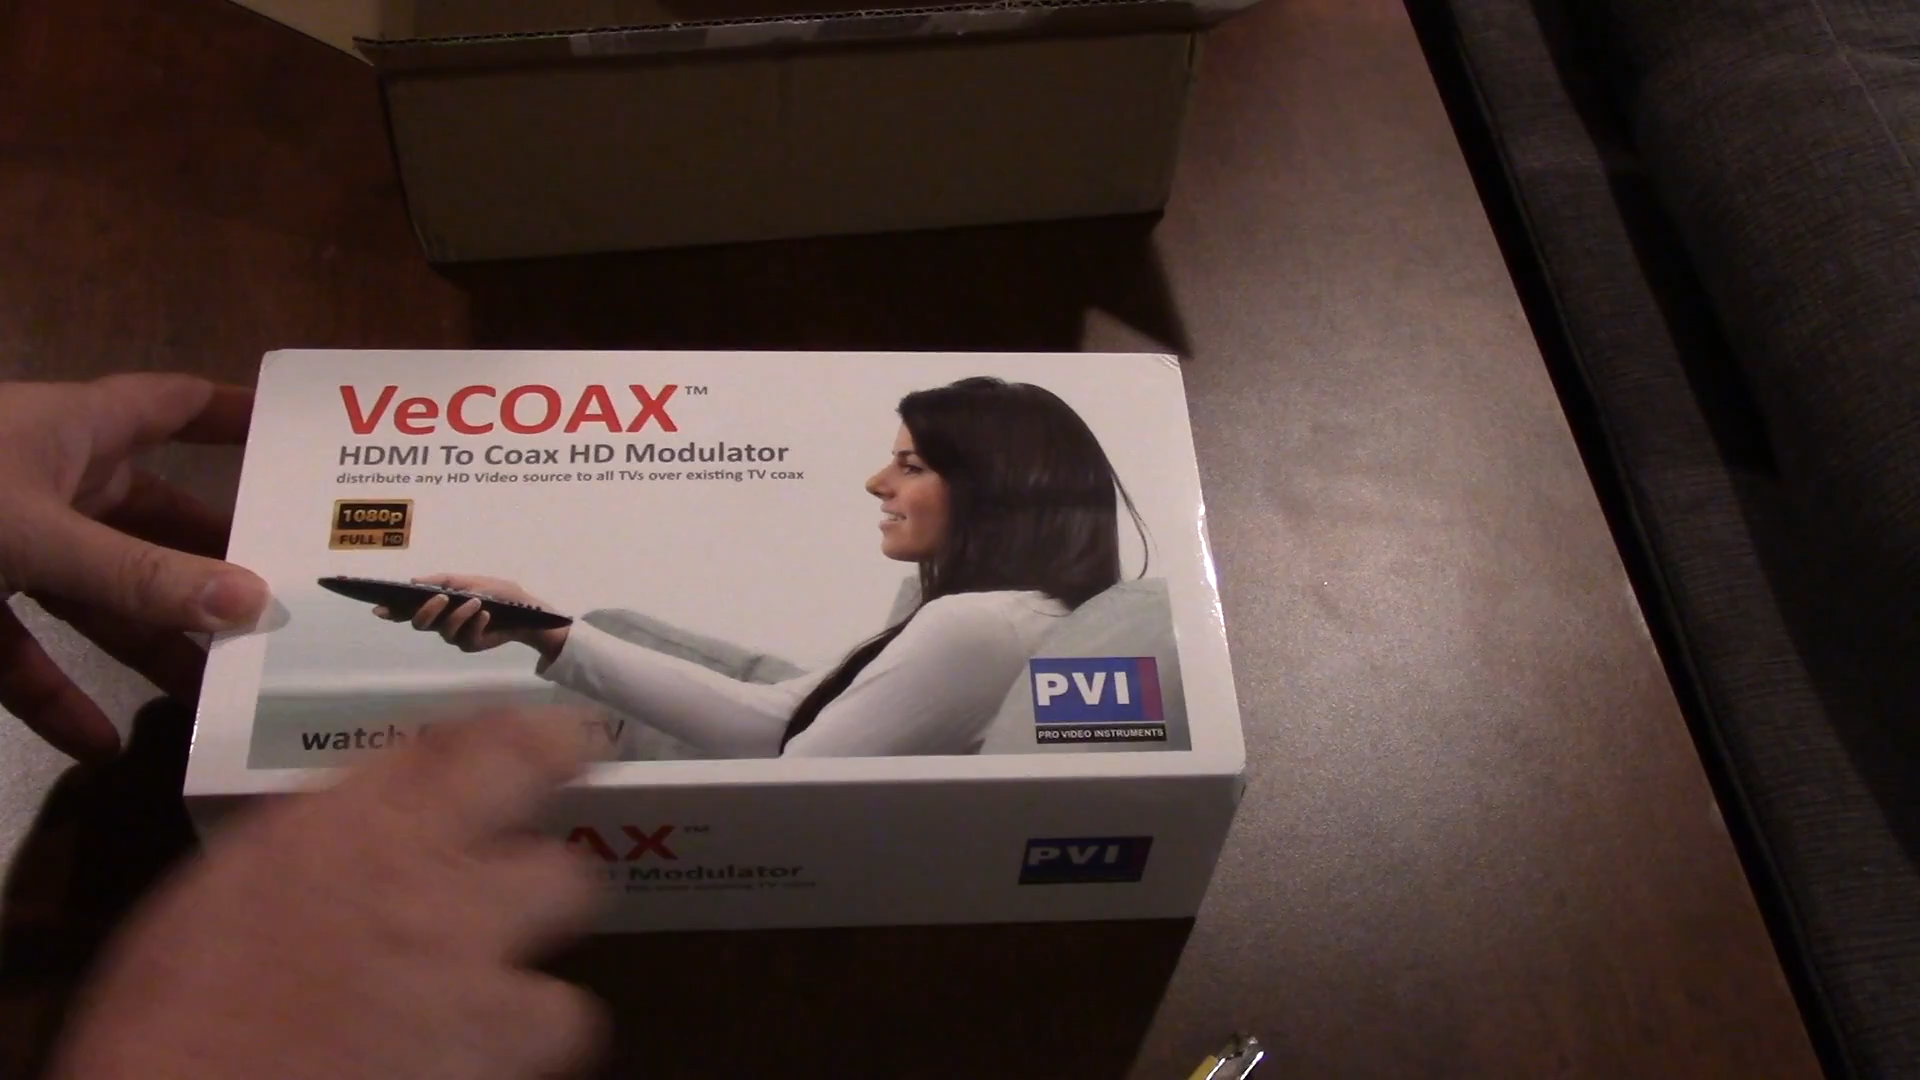 VeCOAX™
HDMI To Coax HD Modulator
distribute any HD Video source to all TVs over existing TV coax
1080p
FULL HD
watch
TV
PVI
PRO VIDEO INSTRUMENTS
AX™
Modulator
PVI